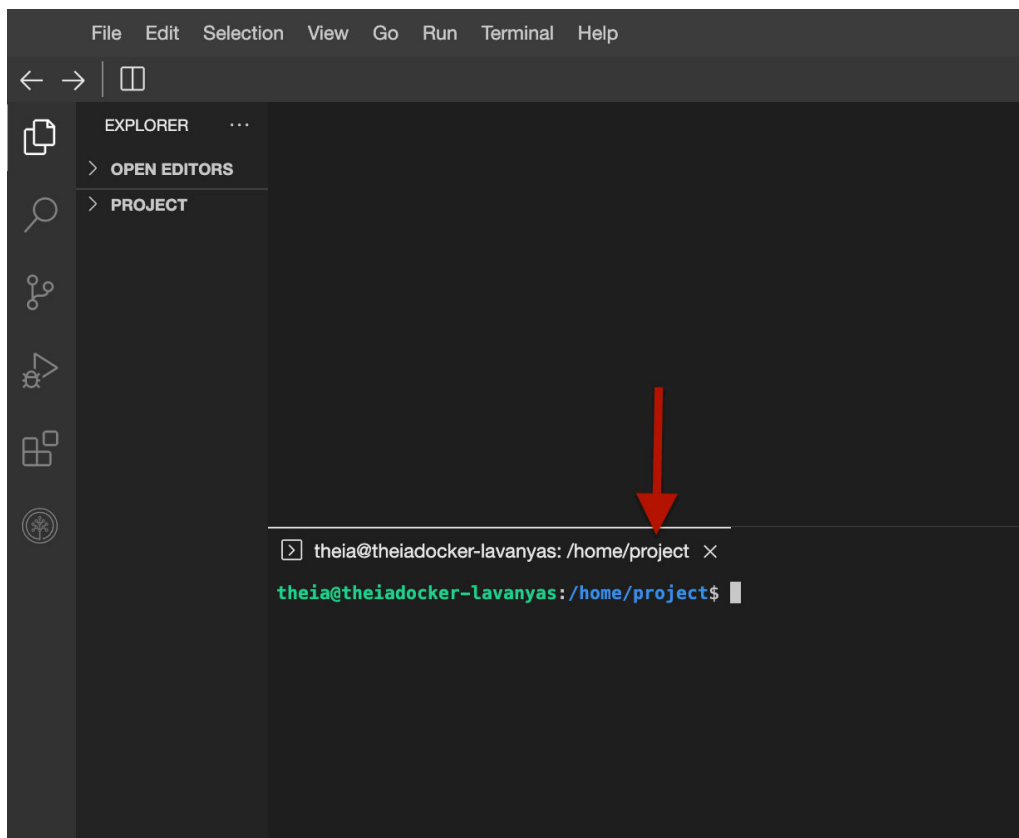 File Edit Selection View Go Run Terminal Help
EXPLORER ...
OPEN EDITORS
PROJECT
theia@theiadocker-lavanyas: /home/project
theia@theiadocker-lavanyas:/home/project$